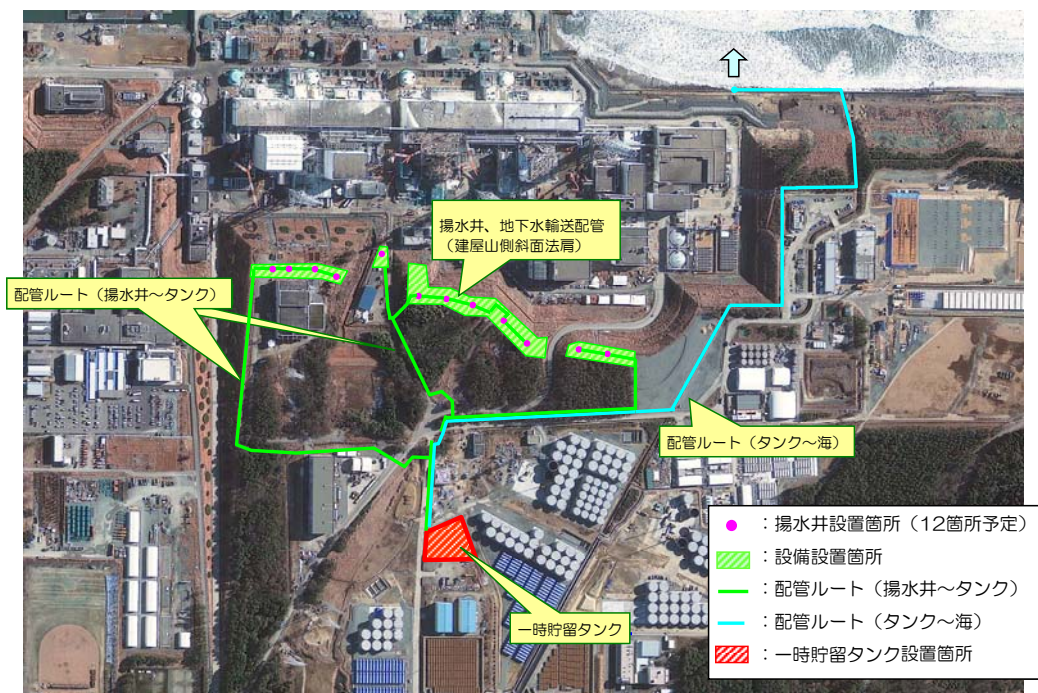 揚水井、地下水輸送配管
（建屋山側斜面法肩）
配管ルート（揚水井～タンク）
配管ルート（タンク～海）
一時貯留タンク
：揚水井設置箇所（12箇所予定）
：設備設置箇所
：配管ルート（揚水井～タンク）
：配管ルート（タンク～海）
：一時貯留タンク設置箇所